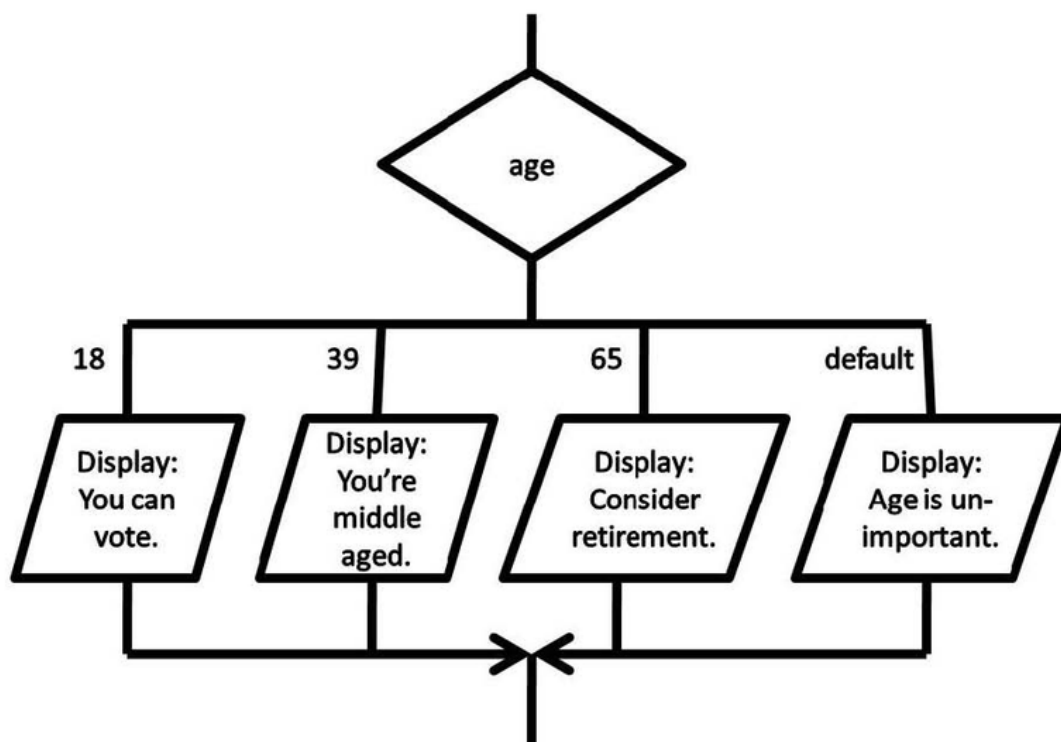 age
18
39
65
default
Display:
You can
vote.
Display:
You’re
middle
aged.
Display:
Consider
retirement.
Display:
Age is un-
important.